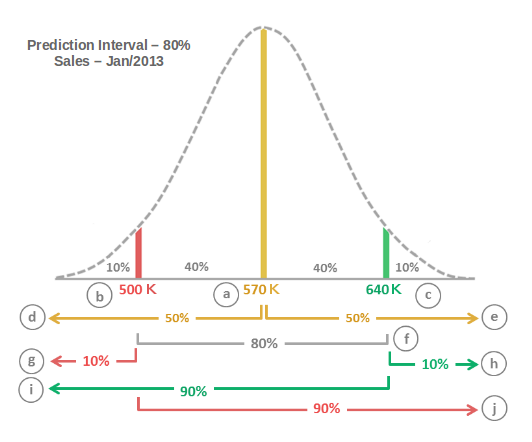 Prediction Interval – 80%
Sales – Jan/2013
10% 40% 40% 10%
b 500 K a 570 K 640 K c
d 50% 50% e
80% f
g 10% 10% h
i 90%
90% j